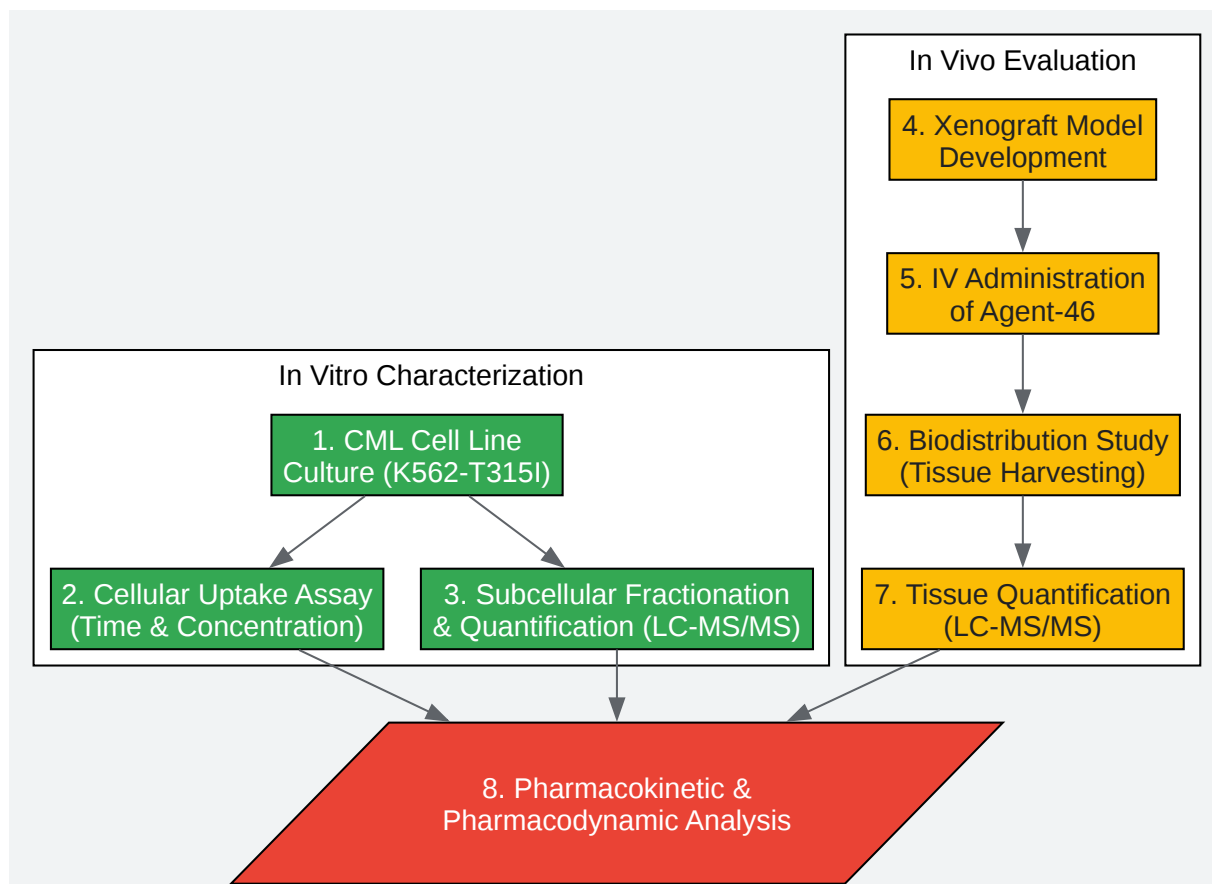 In Vitro Characterization
1. CML Cell Line
Culture (K562-T315I)
2. Cellular Uptake Assay
(Time & Concentration)
3. Subcellular Fractionation
& Quantification (LC-MS/MS)
In Vivo Evaluation
4. Xenograft Model
Development
5. IV Administration
of Agent-46
6. Biodistribution Study
(Tissue Harvesting)
7. Tissue Quantification
(LC-MS/MS)
8. Pharmacokinetic &
Pharmacodynamic Analysis